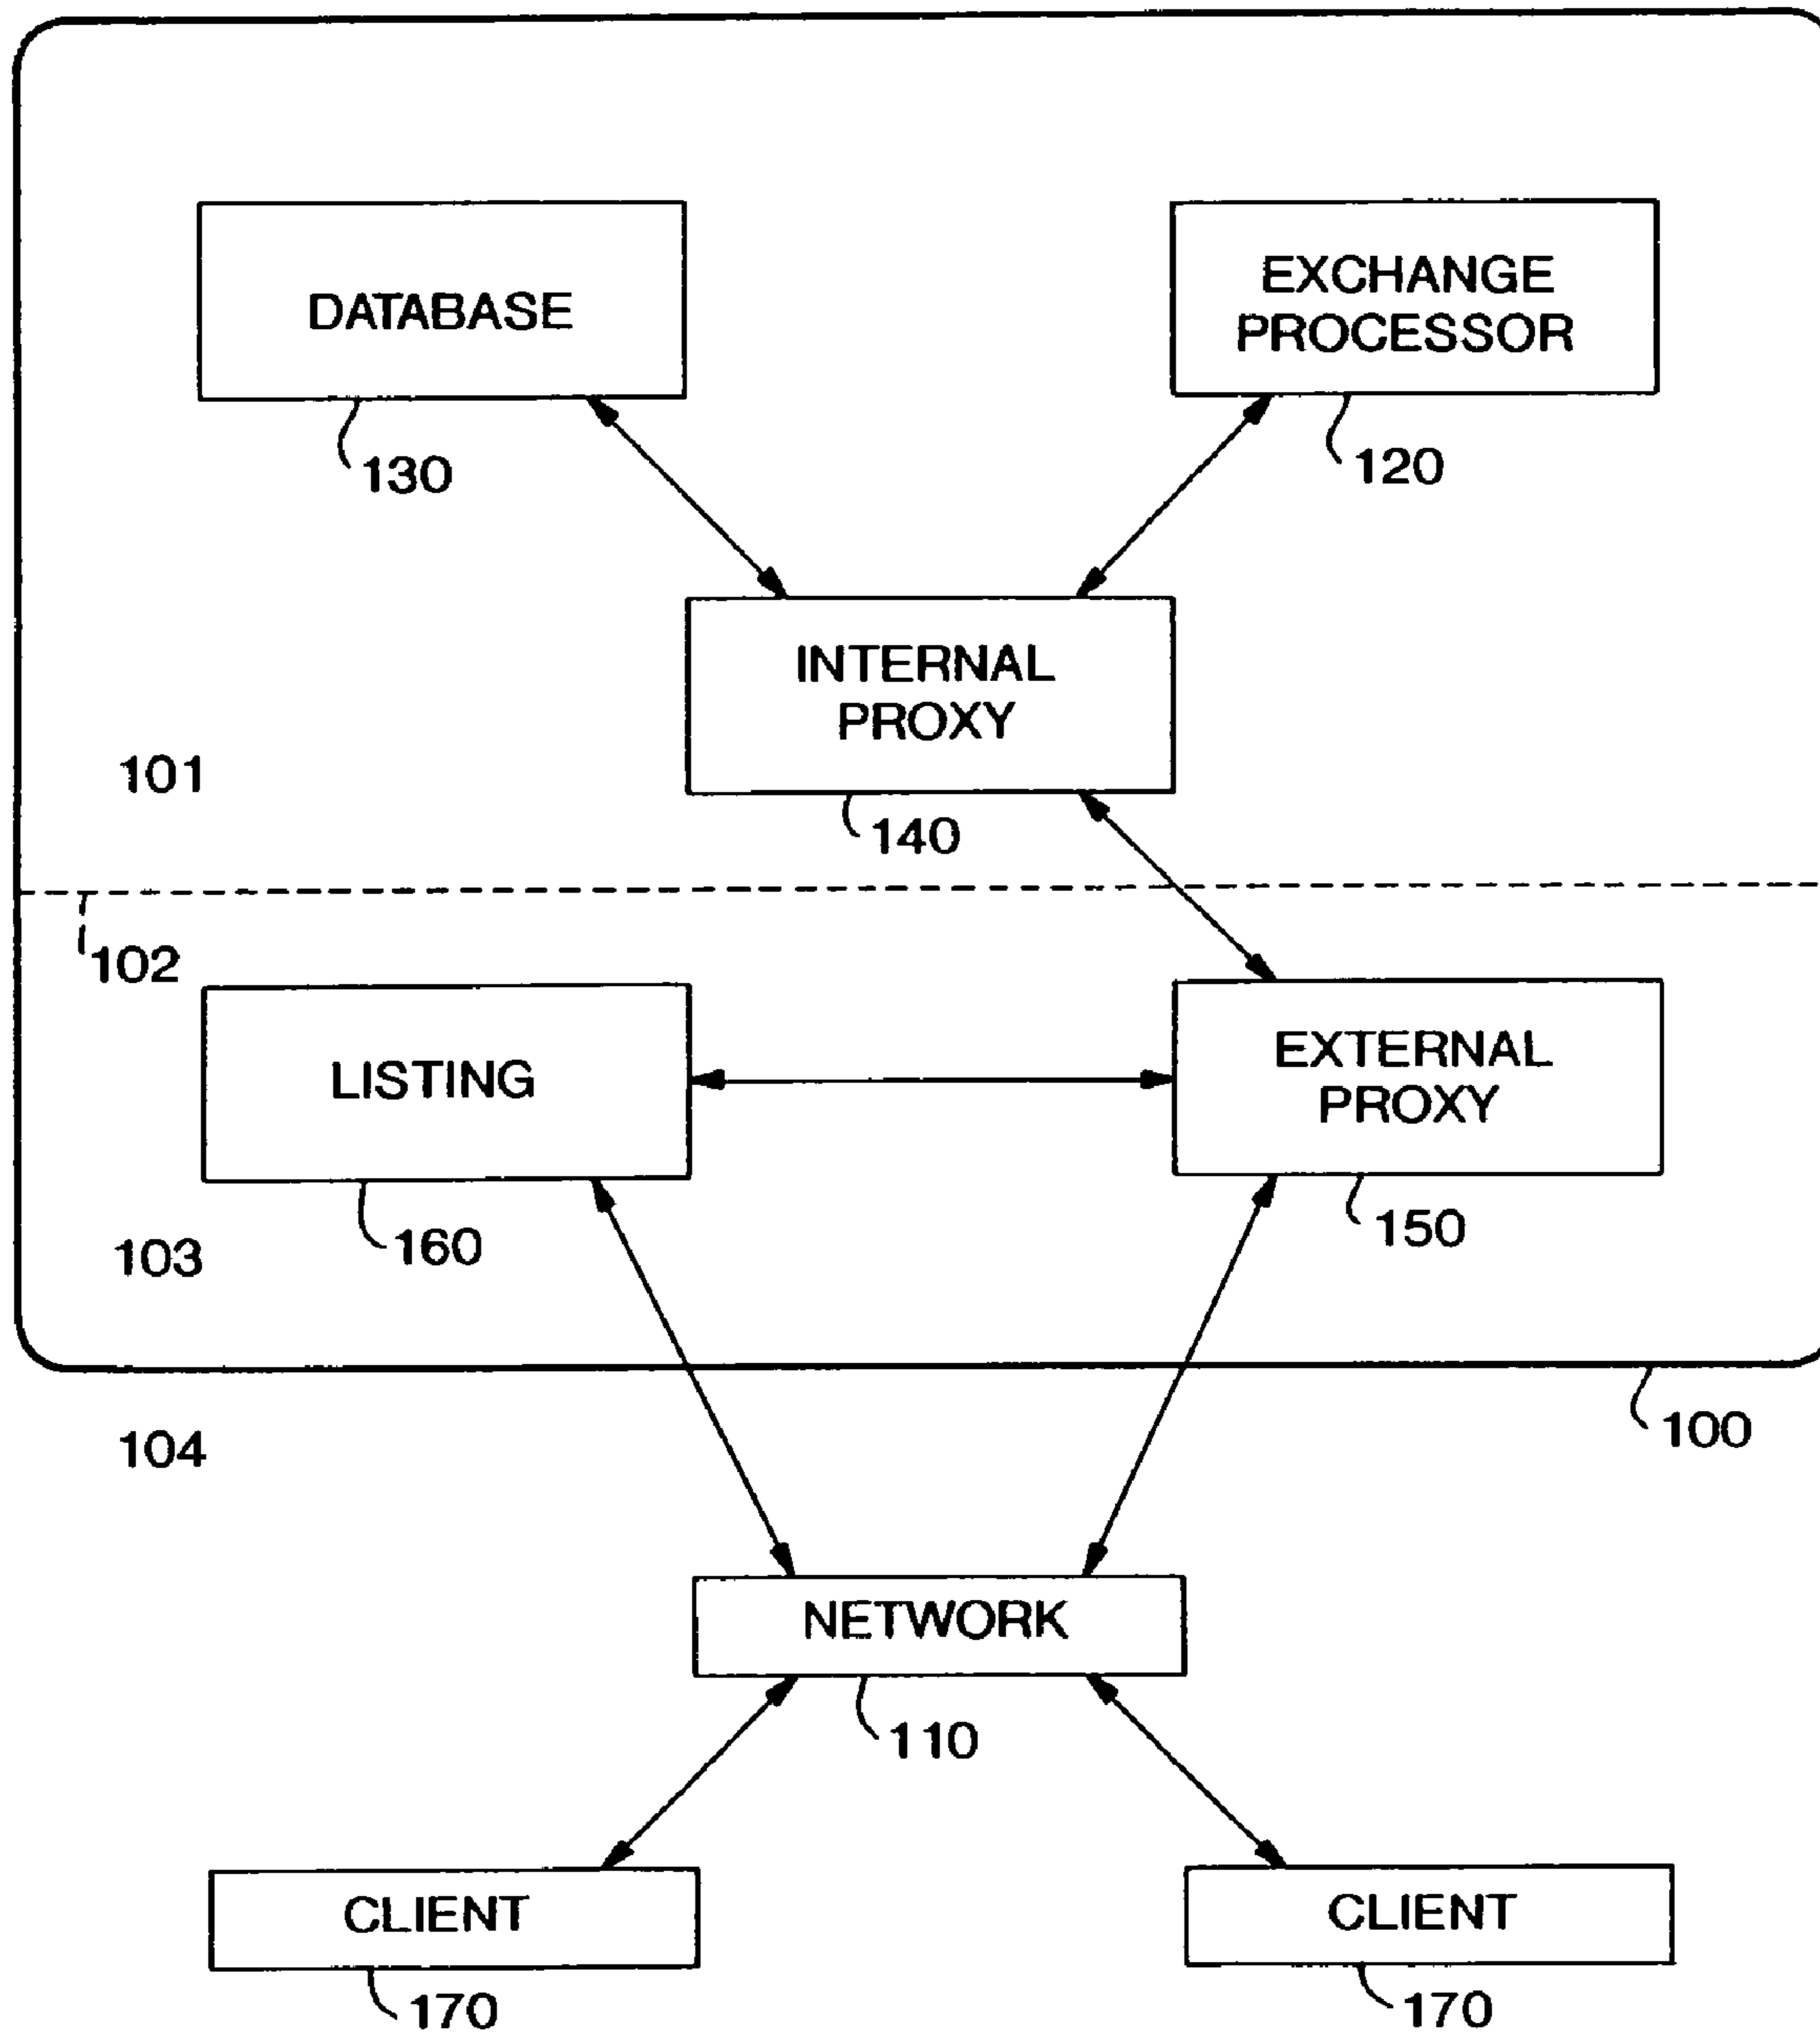 DATABASE
EXCHANGE
PROCESSOR
130
120
INTERNAL
PROXY
101
140
102
LISTING
EXTERNAL
PROXY
160
150
103
100
104
NETWORK
110
CLIENT
CLIENT
170
170